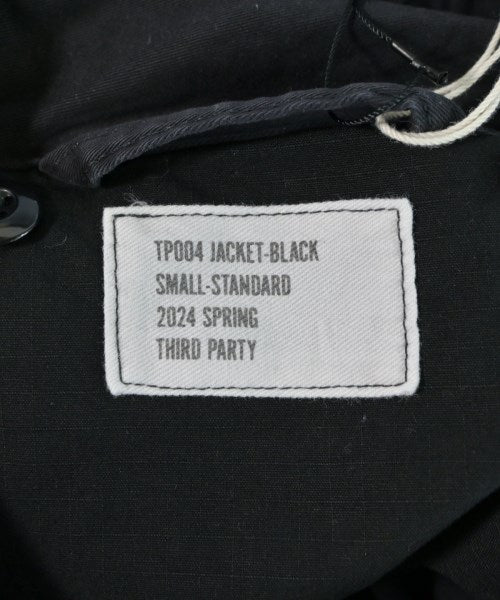 TP004 JACKET-BLACK
SMALL-STANDARD
2024 SPRING
THIRD PARTY